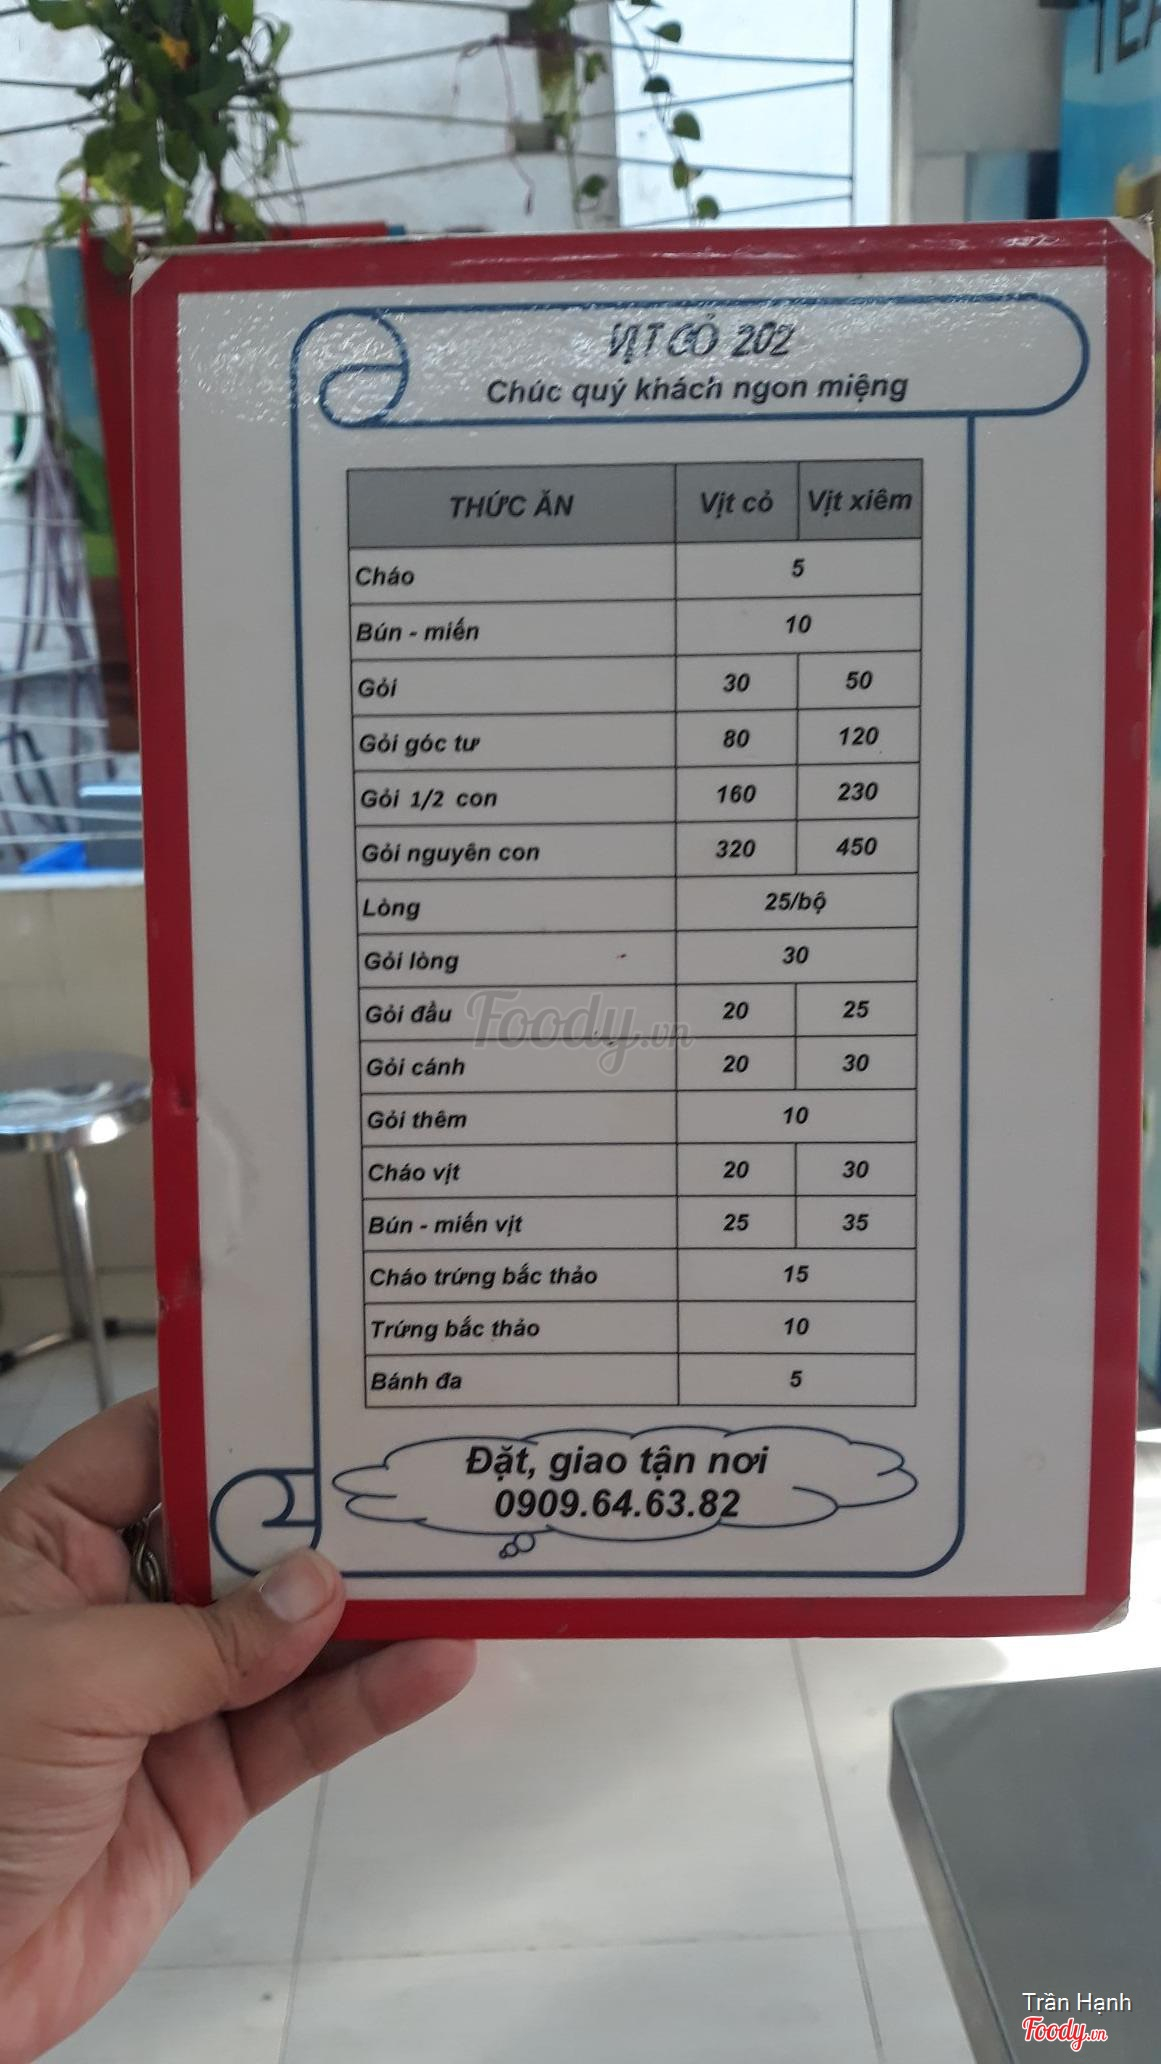 TEA
VỊT CỎ 202
Chúc quý khách ngon miệng
THỨC ĂN Vịt cỏ Vịt xiêm
Cháo 5
Bún - miến 10
Gỏi 30 50
Gỏi góc tư 80 120
Gỏi 1/2 con 160 230
Gỏi nguyên con 320 450
Lòng 25/bộ
Gỏi lòng 30
Gỏi đầu 20 25
Gỏi cánh 20 30
Gỏi thêm 10
Cháo vịt 20 30
Bún - miến vịt 25 35
Cháo trứng bắc thảo 15
Trứng bắc thảo 10
Bánh đa 5
Foody.vn
Đặt, giao tận nơi
0909.64.63.82
Trần Hạnh
Foody.vn